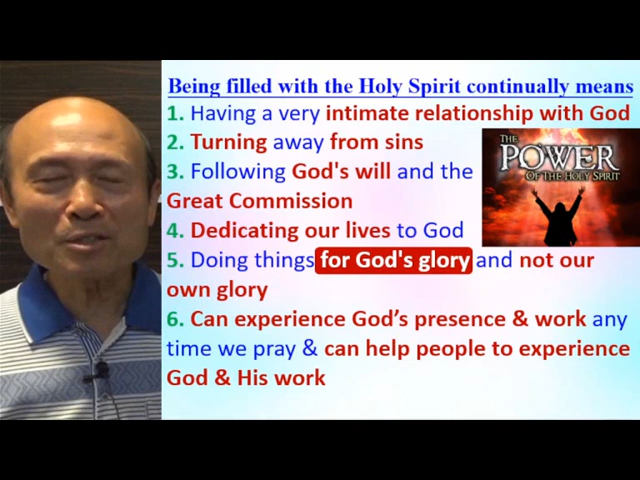 Being filled with the Holy Spirit continually means
1. Having a very intimate relationship with God
2. Turning away from sins
3. Following God's will and the
Great Commission
4. Dedicating our lives to God
5. Doing things for God's glory and not our
own glory
6. Can experience God’s presence & work any
time we pray & can help people to experience
God & His work
THE
POWER
OF THE HOLY SPIRIT